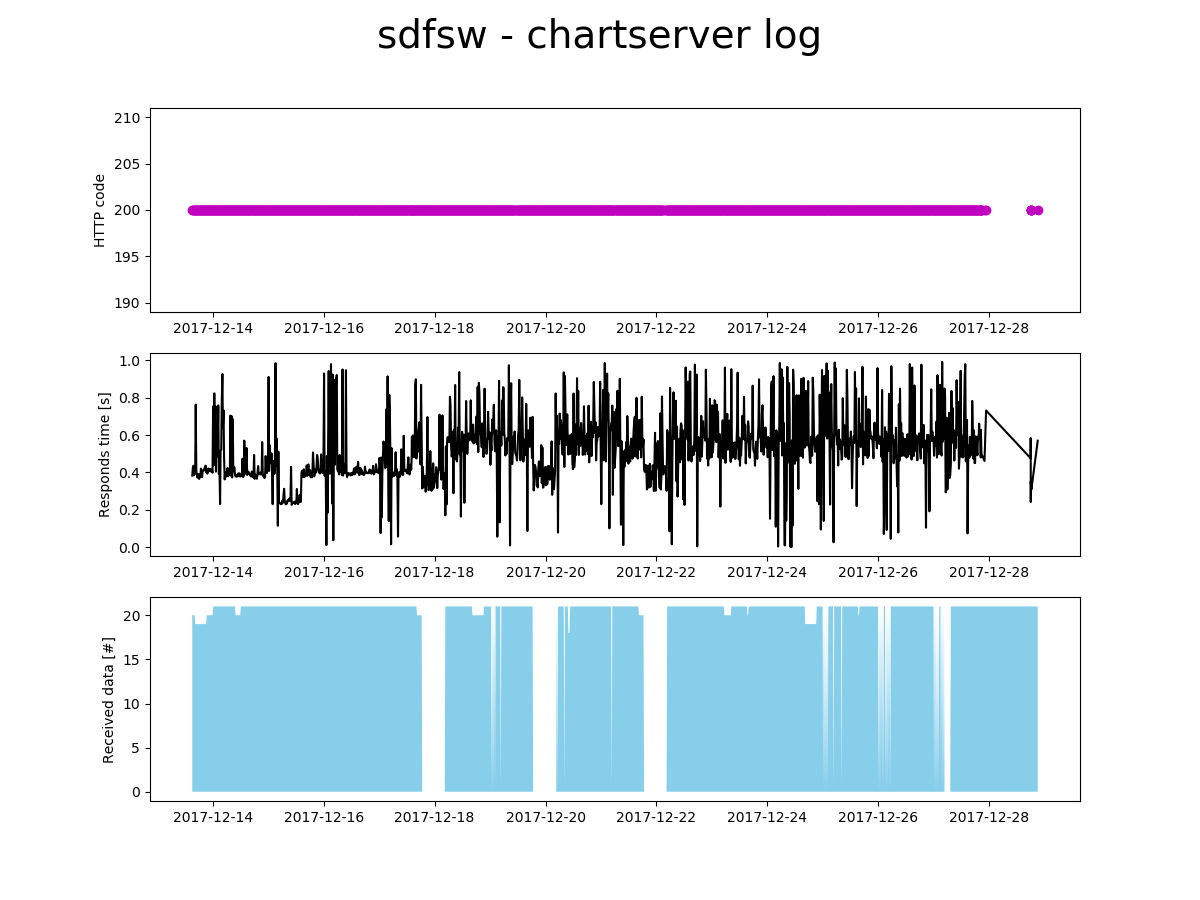 sdfsw - chartserver log
210
205
200
195
190
HTTP code
2017-12-14 2017-12-16 2017-12-18 2017-12-20 2017-12-22 2017-12-24 2017-12-26 2017-12-28
1.0
0.8
0.6
0.4
0.2
0.0
Responds time [s]
2017-12-14 2017-12-16 2017-12-18 2017-12-20 2017-12-22 2017-12-24 2017-12-26 2017-12-28
20
15
10
5
0
Received data [#]
2017-12-14 2017-12-16 2017-12-18 2017-12-20 2017-12-22 2017-12-24 2017-12-26 2017-12-28